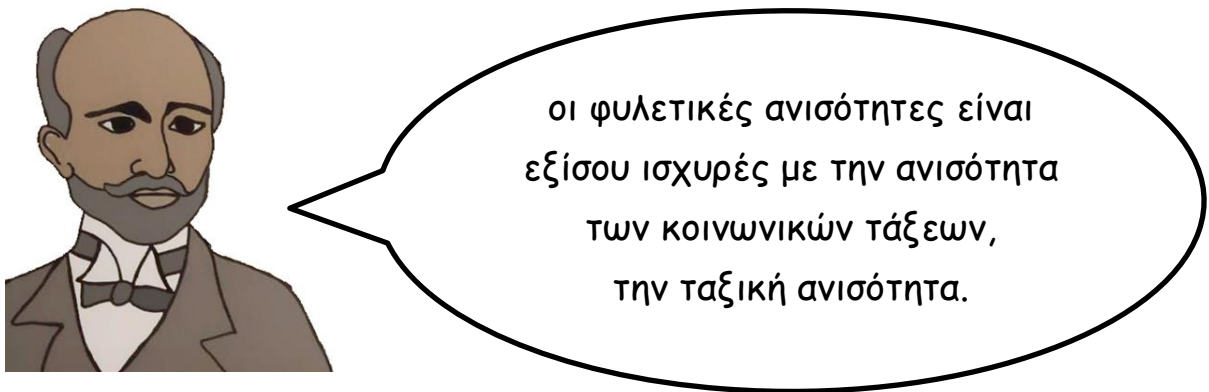 οι φυλετικές ανισότητες είναι
εξίσου ισχυρές με την ανισότητα
των κοινωνικών τάξεων,
την ταξική ανισότητα.